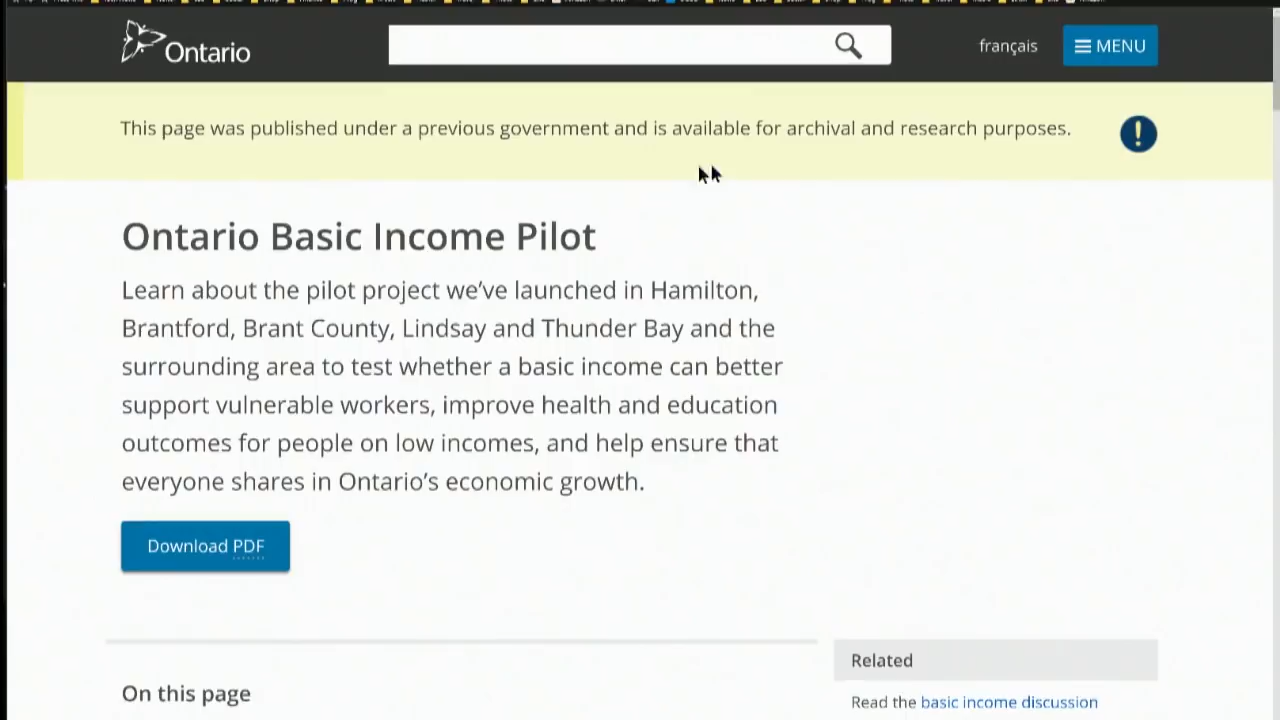 Ontario
français
MENU
This page was published under a previous government and is available for archival and research purposes.
Ontario Basic Income Pilot
Learn about the pilot project we’ve launched in Hamilton,
Brantford, Brant County, Lindsay and Thunder Bay and the
surrounding area to test whether a basic income can better
support vulnerable workers, improve health and education
outcomes for people on low incomes, and help ensure that
everyone shares in Ontario’s economic growth.
Download PDF
On this page
Related
Read the basic income discussion